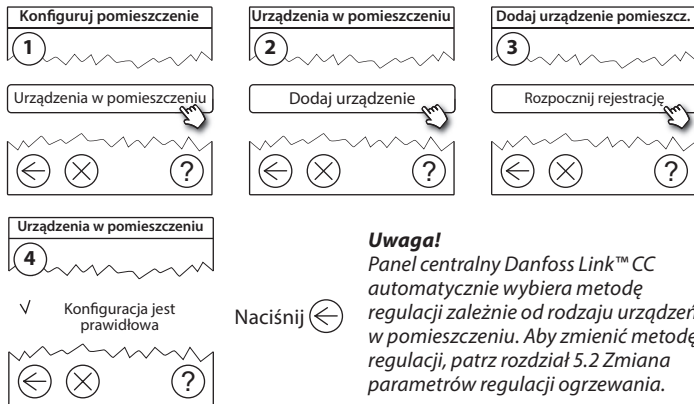 Konfiguruj pomieszczenie
1
Urządzenia w pomieszczeniu
Urządzenia w pomieszczeniu
2
Dodaj urządzenie
Dodaj urządzenie pomieszcz.
3
Rozpocznij rejestrację
?
?
?
Urządzenia w pomieszczeniu
4
√ Konfiguracja jest
prawidłowa
?
Naciśnij
Uwaga!
Panel centralny Danfoss Link™ CC
automatycznie wybiera metodę
regulacji zależnie od rodzaju urządzeń
w pomieszczeniu. Aby zmienić metodę
regulacji, patrz rozdział 5.2 Zmiana
parametrów regulacji ogrzewania.